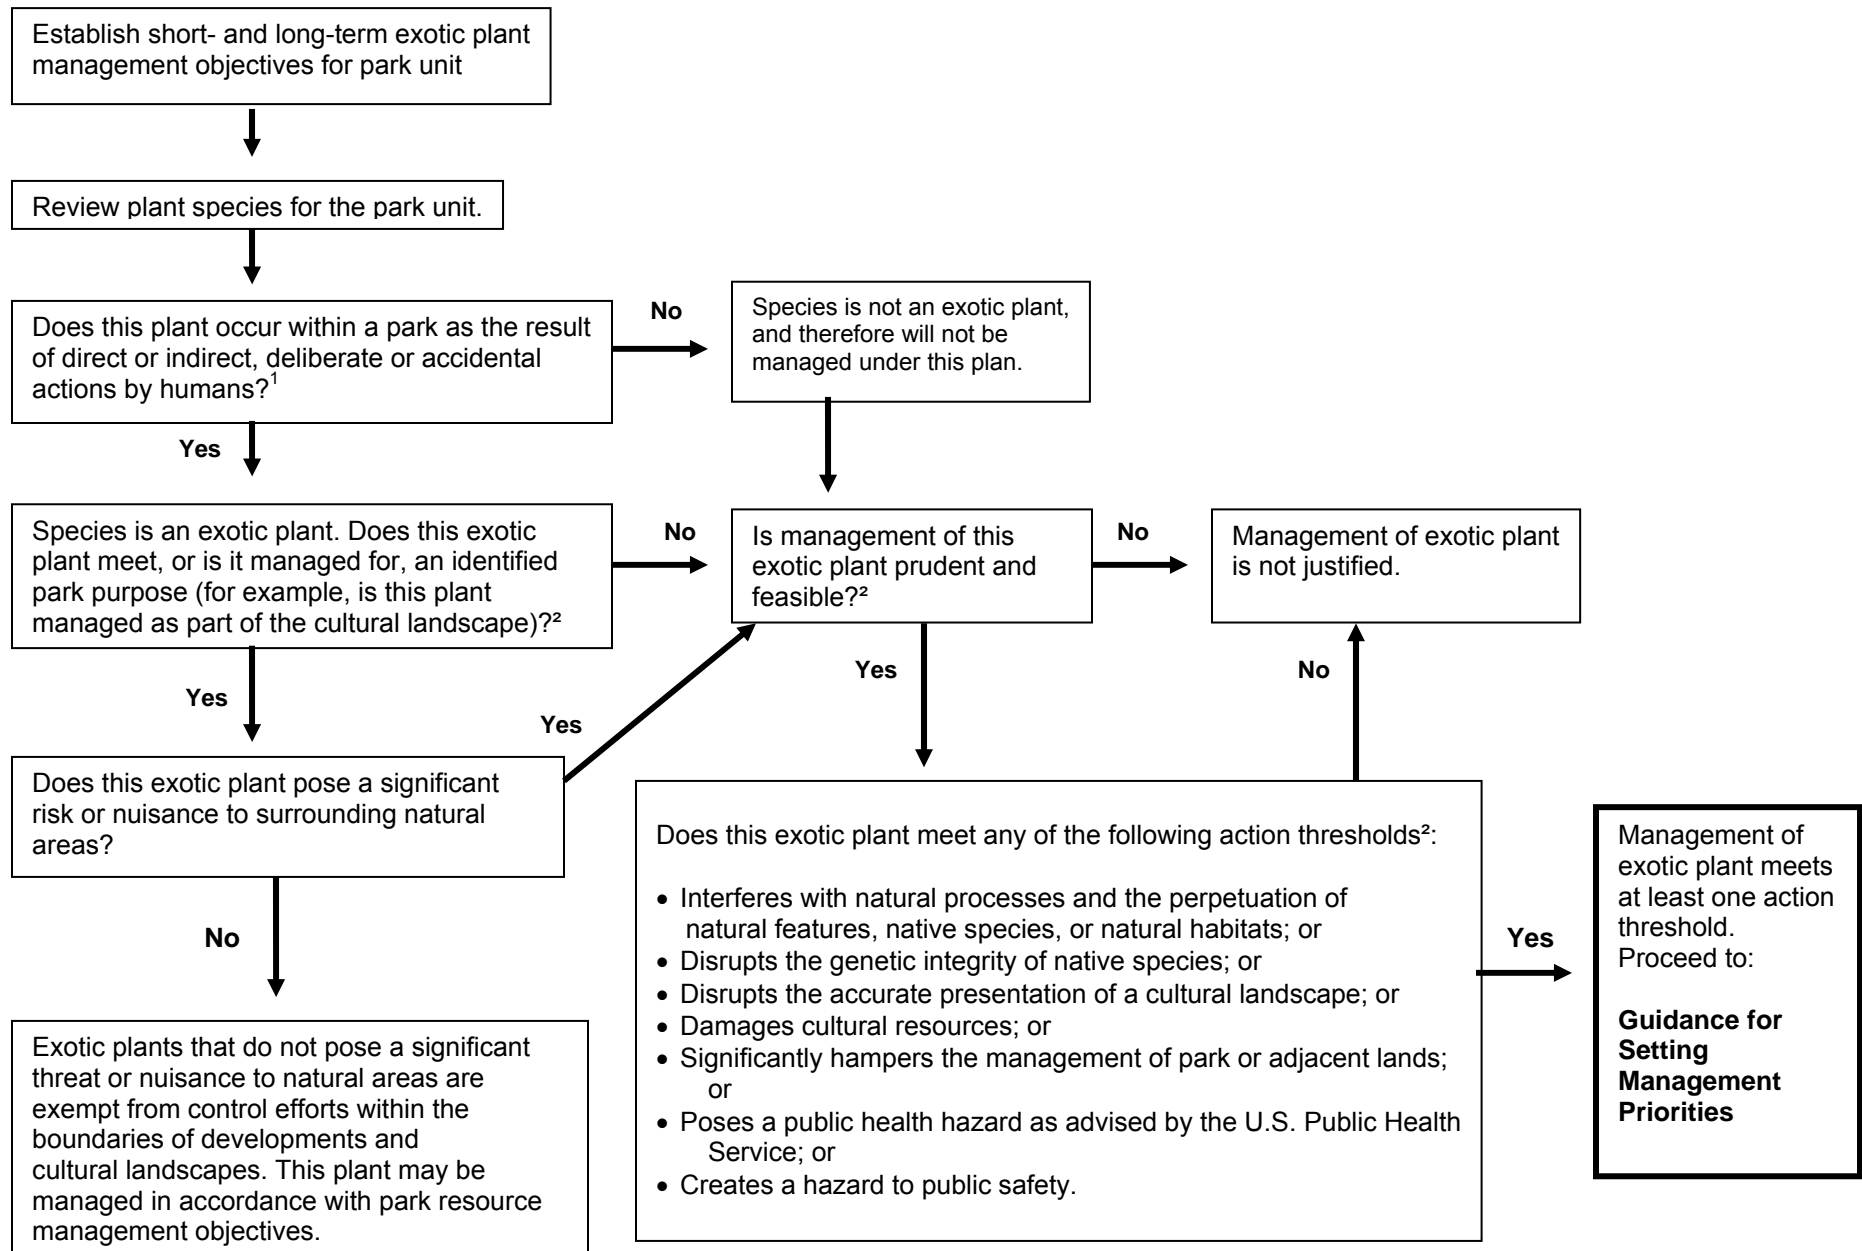 Establish short- and long-term exotic plant
management objectives for park unit
Review plant species for the park unit.
Does this plant occur within a park as the result
of direct or indirect, deliberate or accidental
actions by humans?¹
No
Species is not an exotic plant,
and therefore will not be
managed under this plan.
Yes
Species is an exotic plant. Does this exotic
plant meet, or is it managed for, an identified
park purpose (for example, is this plant
managed as part of the cultural landscape)?²
No
Is management of this
exotic plant prudent and
feasible?²
No
Management of exotic plant
is not justified.
Yes
Yes
Yes
No
Does this exotic plant pose a significant
risk or nuisance to surrounding natural
areas?
No
Exotic plants that do not pose a significant
threat or nuisance to natural areas are
exempt from control efforts within the
boundaries of developments and
cultural landscapes. This plant may be
managed in accordance with park resource
management objectives.
Does this exotic plant meet any of the following action thresholds²:
• Interferes with natural processes and the perpetuation of
natural features, native species, or natural habitats; or
• Disrupts the genetic integrity of native species; or
• Disrupts the accurate presentation of a cultural landscape; or
• Damages cultural resources; or
• Significantly hampers the management of park or adjacent lands;
or
• Poses a public health hazard as advised by the U.S. Public Health
Service; or
• Creates a hazard to public safety.
Yes
Management of
exotic plant meets
at least one action
threshold.
Proceed to:
Guidance for
Setting
Management
Priorities